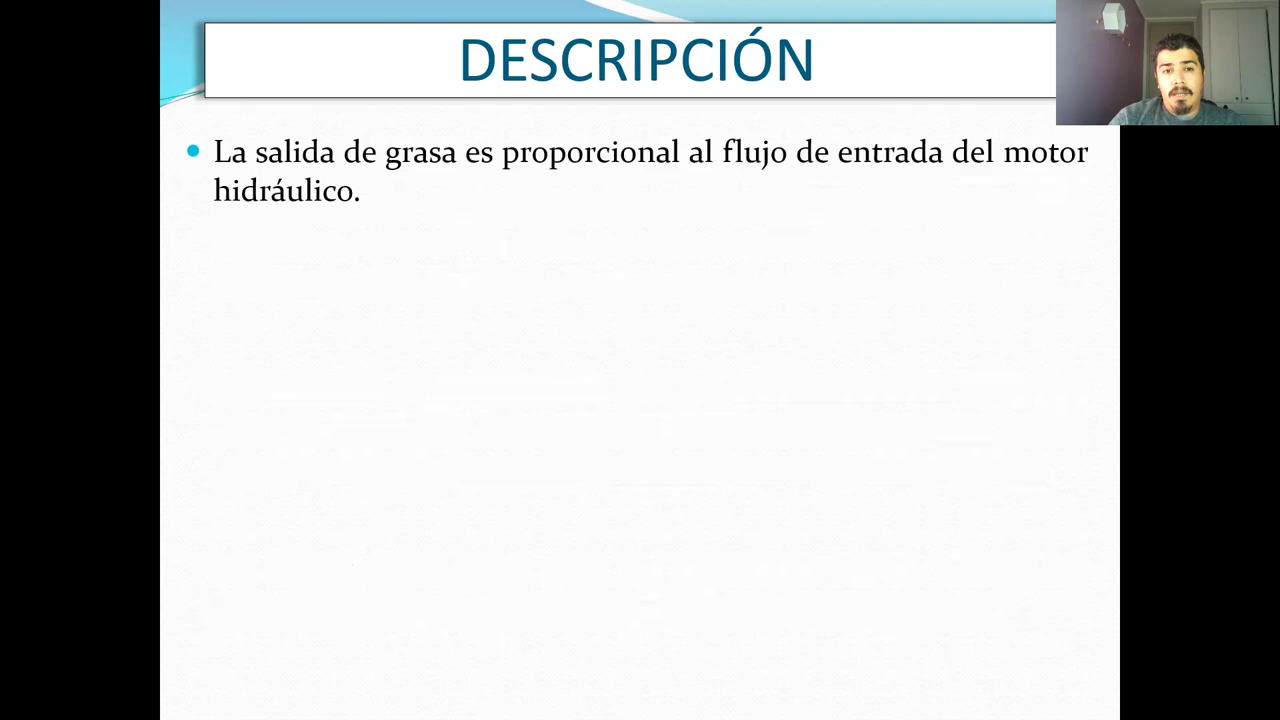 DESCRIPCIÓN
La salida de grasa es proporcional al flujo de entrada del motor
hidráulico.